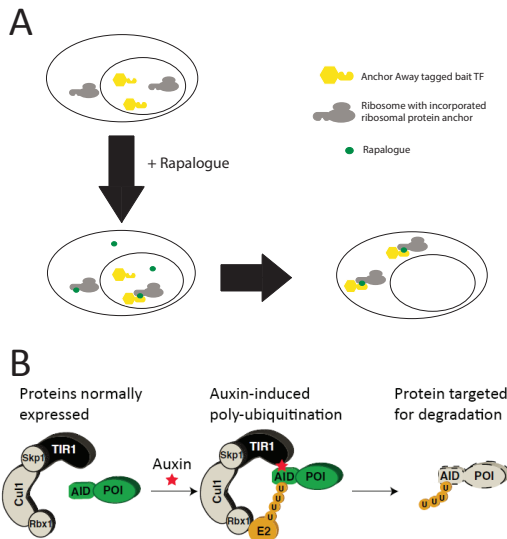 A
Anchor Away tagged bait TF
Ribosome with incorporated
ribosomal protein anchor
Rapalogue
+ Rapalogue
B
Proteins normally
expressed
Auxin-induced
poly-ubiquitination
Protein targeted
for degradation
Skp1
TIR1
Cul1
Rbx1
AID
POI
Auxin
Skp1
TIR1
Cul1
Rbx1
AID
POI
U
U
U
U
E2
AID
POI
U
U
U